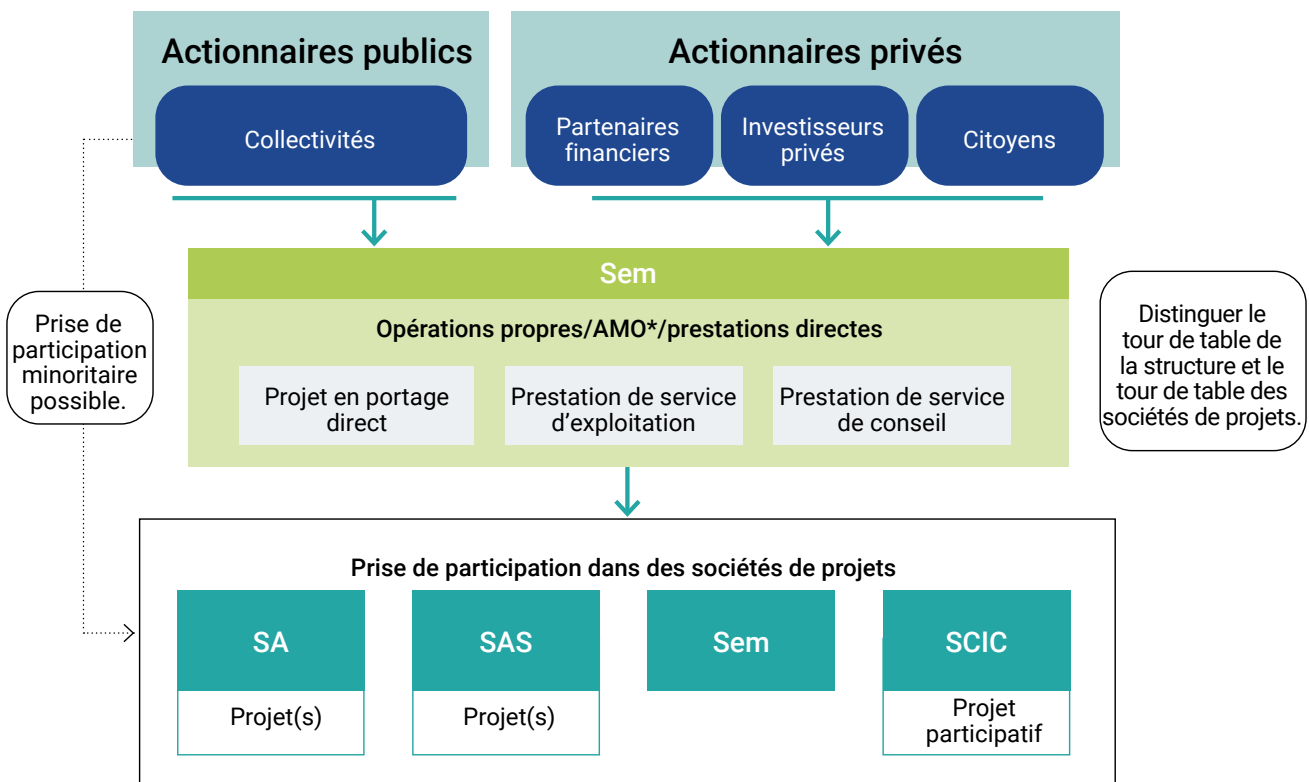 Actionnaires publics
Actionnaires privés
Collectivités
Partenaires
financiers
Investisseurs
privés
Citoyens
Sem
Opérations propres/AMO*/prestations directes
Projet en portage
direct
Prestation de service
d'exploitation
Prestation de service
de conseil
Prise de
participation
minoritaire
possible.
Distinguer le
tour de table de
la structure et le
tour de table des
sociétés de projets.
Prise de participation dans des sociétés de projets
SA
Projet(s)
SAS
Projet(s)
Sem
SCIC
Projet
participatif